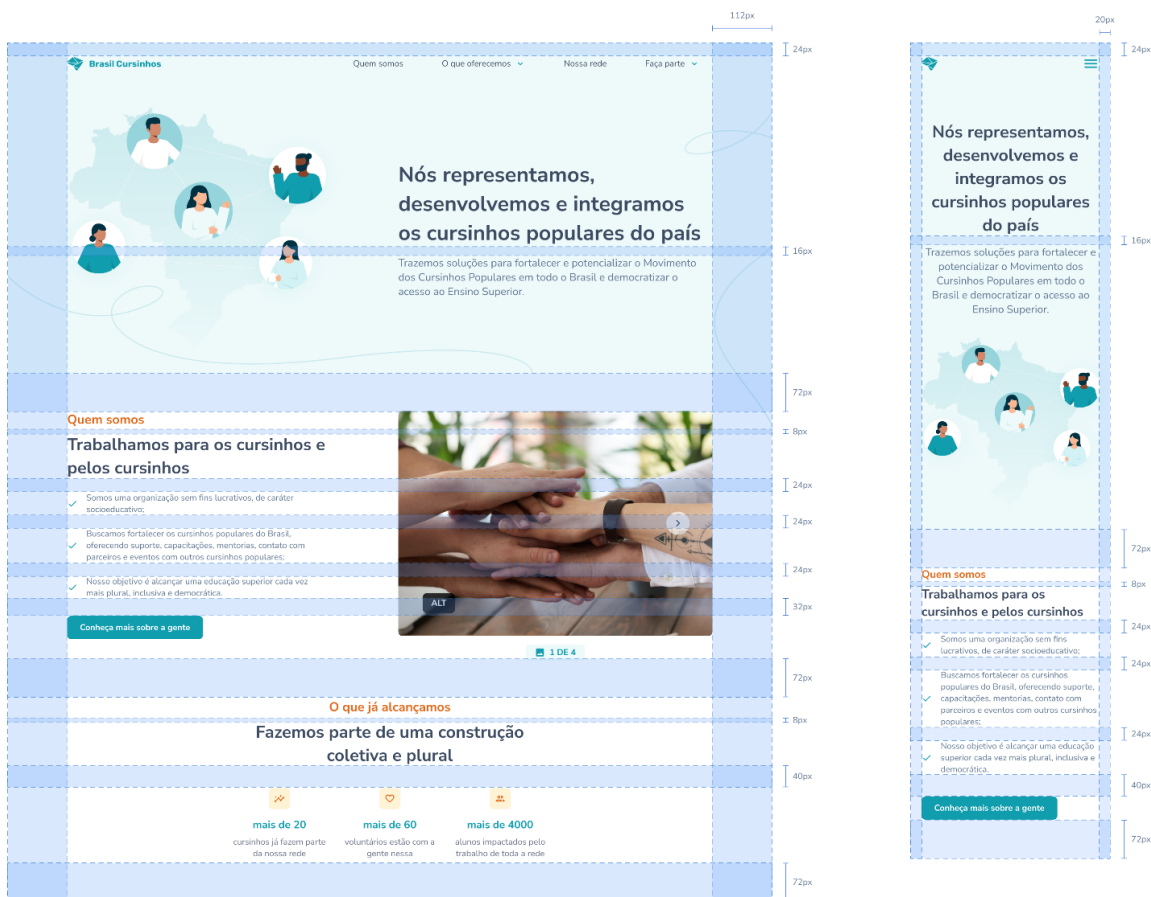 112px
24px
Brasil Cursinhos
Quem somos
O que oferecemos
Nossa rede
Faça parte
Nós representamos,
desenvolvemos e integramos
os cursinhos populares do país
16px
Trazemos soluções para fortalecer e potencializar o Movimento
dos Cursinhos Populares em todo o Brasil e democratizar o
acesso ao Ensino Superior.
72px
Quem somos
8px
Trabalhamos para os cursinhos e
pelos cursinhos
24px
Somos uma organização sem fins lucrativos, de caráter
socioeducativo;
24px
Buscamos fortalecer os cursinhos populares do Brasil,
oferecendo suporte, capacitações, mentorias, contato com
parceiros e eventos com outros cursinhos populares;
24px
Nosso objetivo é alcançar uma educação superior cada vez
mais plural, inclusiva e democrática.
32px
ALT
Conheça mais sobre a gente
1 DE 4
72px
O que já alcançamos
8px
Fazemos parte de uma construção
coletiva e plural
40px
mais de 20
mais de 60
mais de 4000
cursinhos já fazem parte
da nossa rede
voluntários estão com a
gente nessa
alunos impactados pelo
trabalho de toda a rede
72px
20px
24px
Nós representamos,
desenvolvemos e
integramos os
cursinhos populares
do país
16px
Trazemos soluções para fortalecer e
potencializar o Movimento dos
Cursinhos Populares em todo o
Brasil e democratizar o acesso ao
Ensino Superior.
72px
Quem somos
8px
Trabalhamos para os
cursinhos e pelos cursinhos
24px
Somos uma organização sem fins
lucrativos, de caráter socioeducativo;
24px
Buscamos fortalecer os cursinhos
populares do Brasil, oferecendo suporte,
capacitações, mentorias, contato com
parceiros e eventos com outros cursinhos
populares;
24px
Nosso objetivo é alcançar uma educação
superior cada vez mais plural, inclusiva e
democrática.
40px
Conheça mais sobre a gente
72px